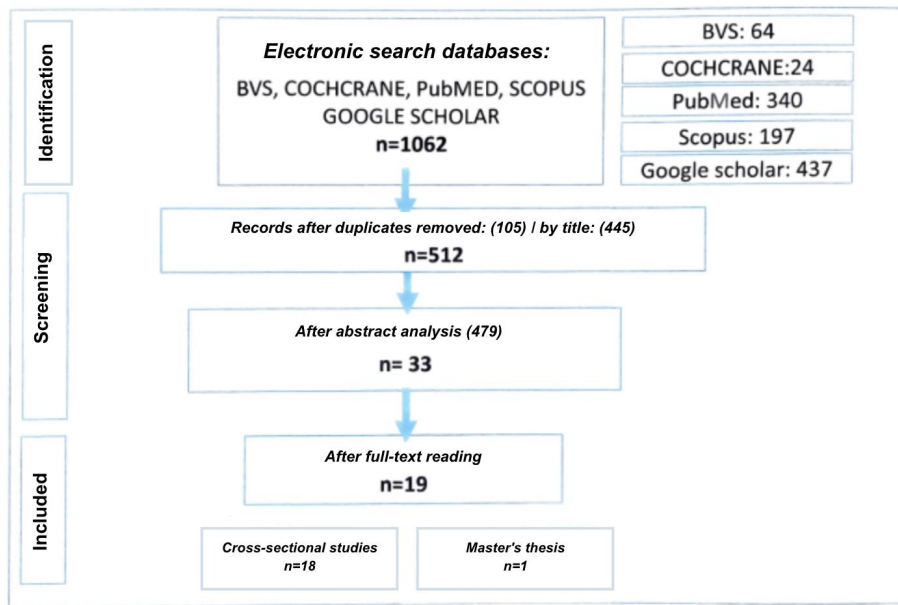 Identification
Electronic search databases:
BVS, COCHCRANE, PubMED, SCOPUS
GOOGLE SCHOLAR
n=1062
BVS: 64
COCHCRANE:24
PubMed: 340
Scopus: 197
Google scholar: 437
Screening
Records after duplicates removed: (105) / by title: (445)
n=512
After abstract analysis (479)
n= 33
Included
After full-text reading
n=19
Cross-sectional studies
n=18
Master's thesis
n=1